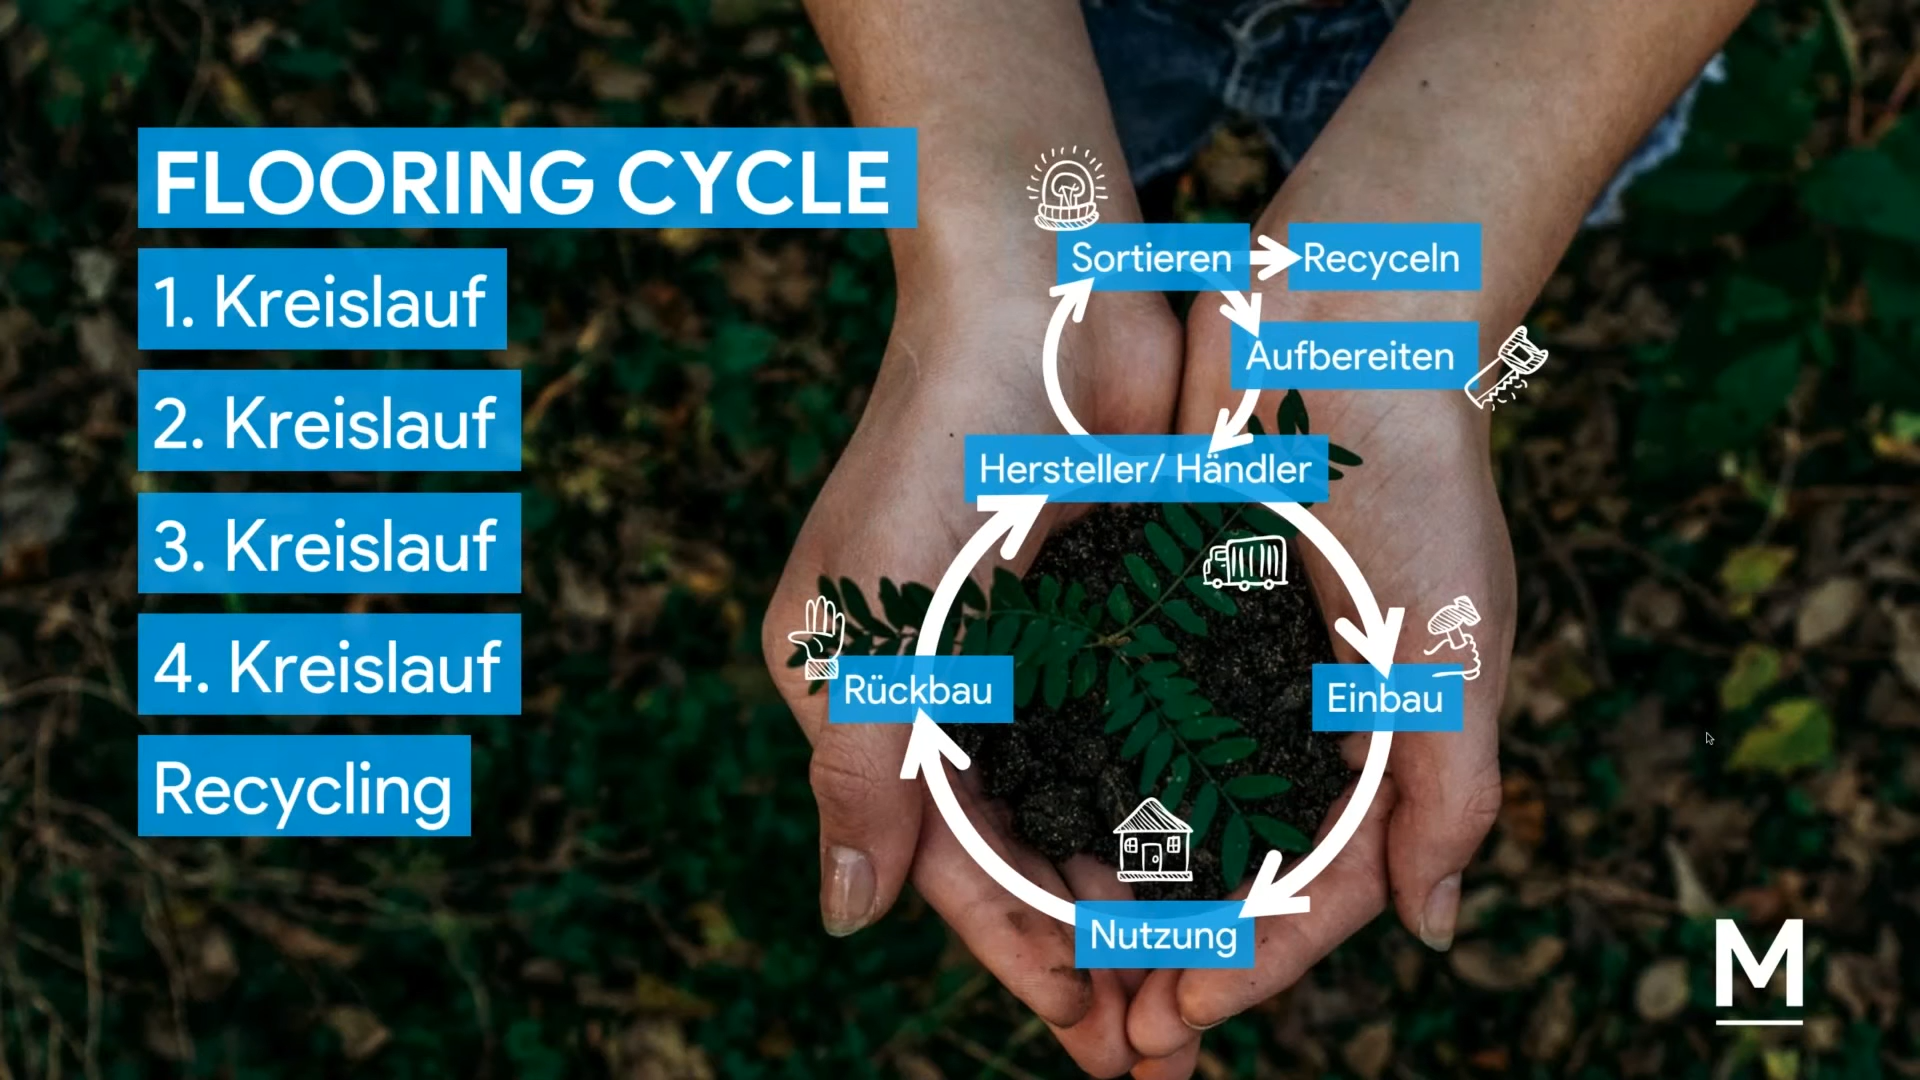 FLOORING CYCLE
1. Kreislauf
2. Kreislauf
3. Kreislauf
4. Kreislauf
Recycling
Sortieren
Recyceln
Aufbereiten
Hersteller/ Händler
Rückbau
Einbau
Nutzung
M